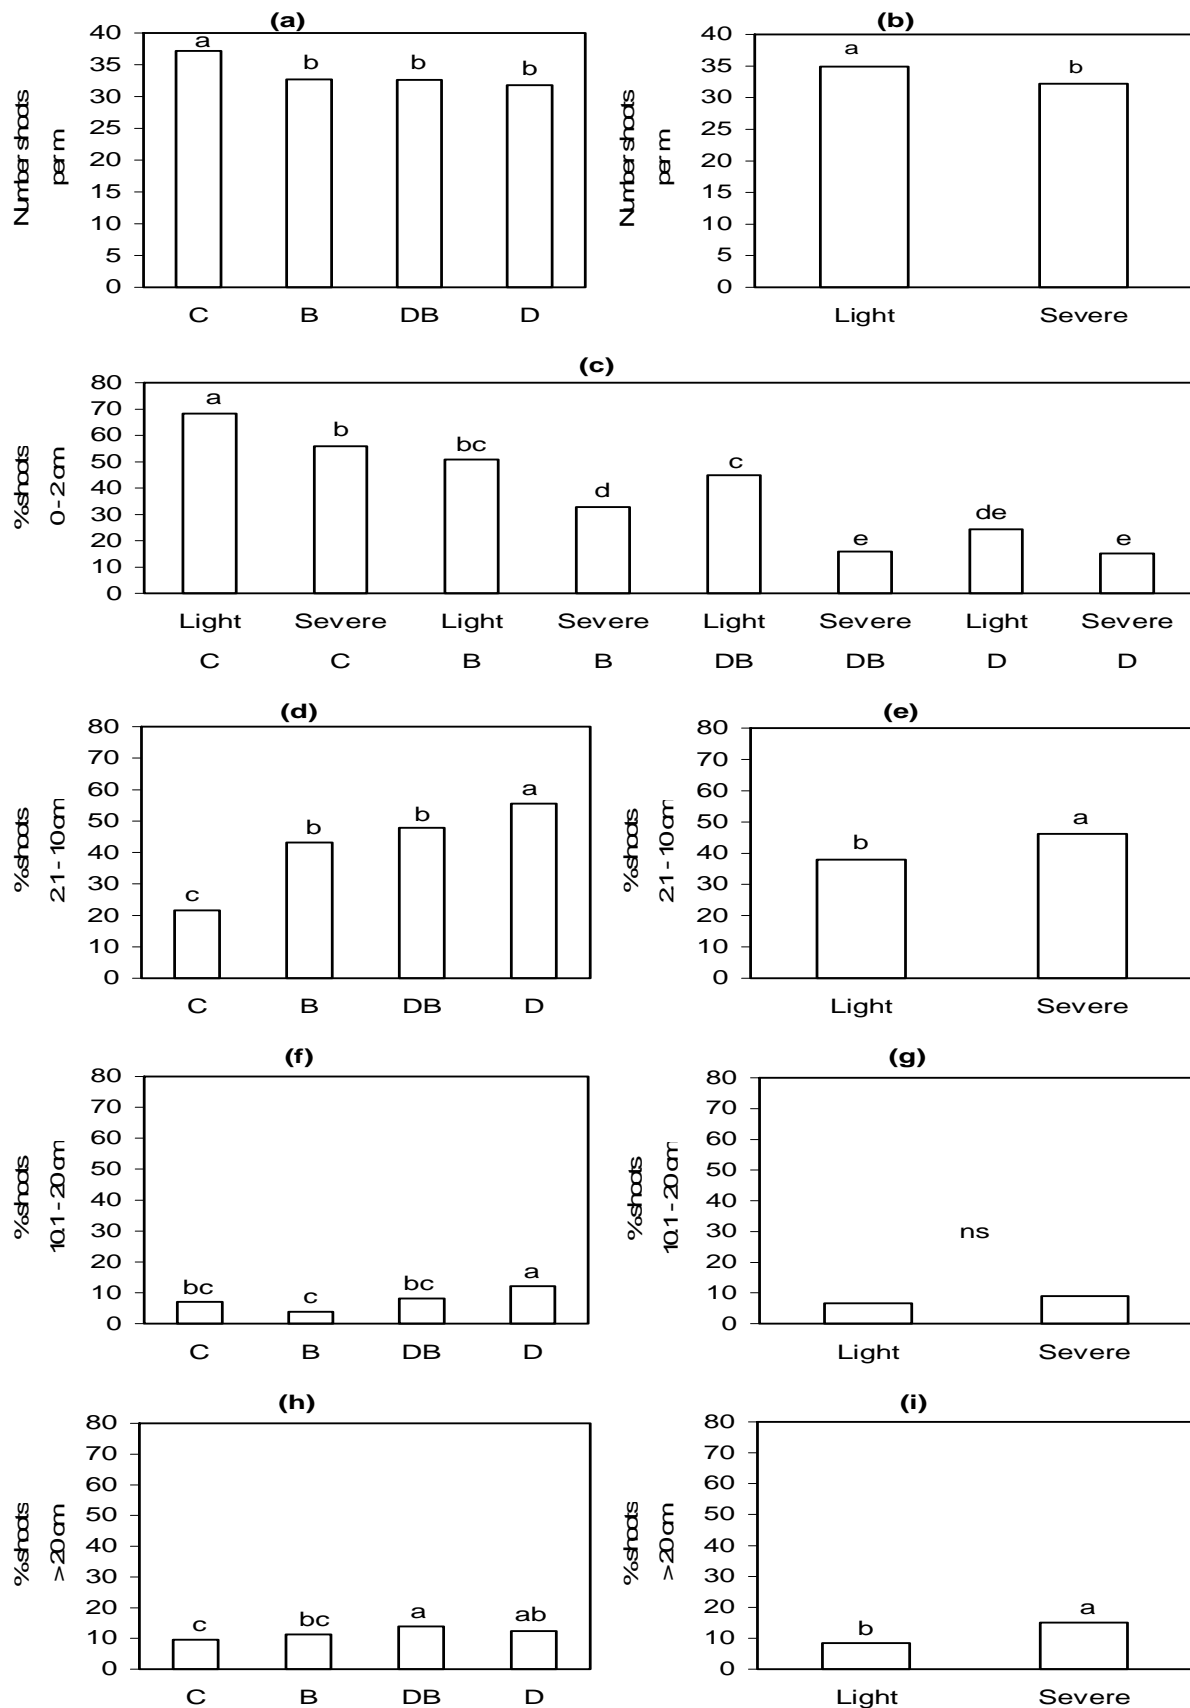 (a)
Number shoots
per m
40
35
30
25
20
15
10
5
0
a
b
b
b
C
B
DB
D
(b)
Number shoots
per m
40
35
30
25
20
15
10
5
0
a
b
Light
Severe
(c)
% shoots
0 - 2 cm
80
70
60
50
40
30
20
10
0
a
b
bc
d
c
e
de
e
Light Severe Light Severe Light Severe Light Severe
C C B B DB DB D D
(d)
% shoots
2.1 - 10 cm
80
70
60
50
40
30
20
10
0
c
b
b
a
C
B
DB
D
(e)
% shoots
2.1 - 10 cm
80
70
60
50
40
30
20
10
0
b
a
Light
Severe
(f)
% shoots
10.1 - 20 cm
80
70
60
50
40
30
20
10
0
bc
c
bc
a
C
B
DB
D
(g)
% shoots
10.1 - 20 cm
80
70
60
50
40
30
20
10
0
ns
Light
Severe
(h)
% shoots
> 20 cm
80
70
60
50
40
30
20
10
0
c
bc
a
ab
C
B
DB
D
(i)
% shoots
> 20 cm
80
70
60
50
40
30
20
10
0
b
a
Light
Severe